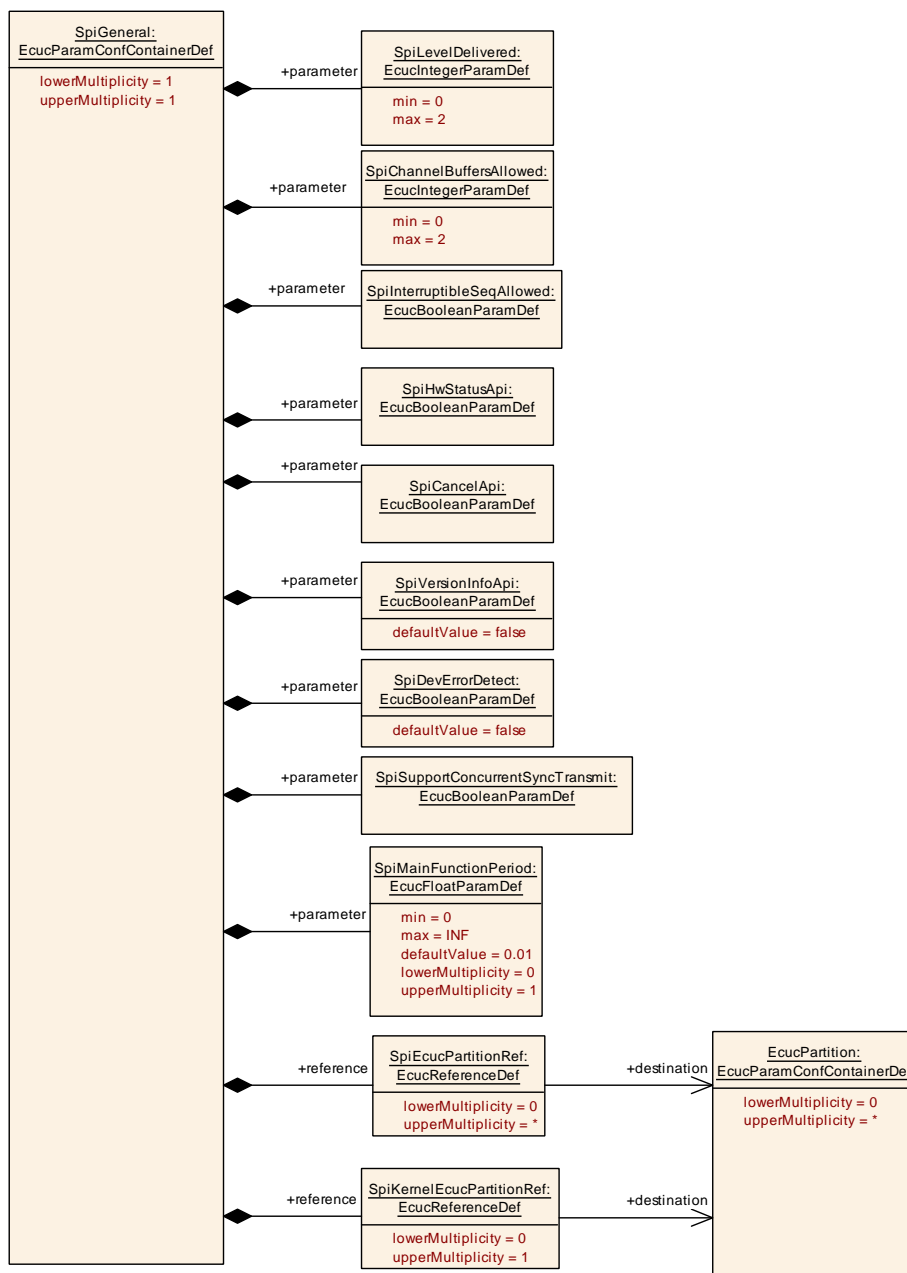 SpiGeneral:
EcucParamConfContainerDef
lowerMultiplicity = 1
upperMultiplicity = 1
+parameter
SpiLevelDelivered:
EcucIntegerParamDef
min = 0
max = 2
+parameter
SpiChannelBuffersAllowed:
EcucIntegerParamDef
min = 0
max = 2
+parameter
SpiInterruptibleSeqAllowed:
EcucBooleanParamDef
+parameter
SpiHwStatusApi:
EcucBooleanParamDef
+parameter
SpiCancelApi:
EcucBooleanParamDef
+parameter
SpiVersionInfoApi:
EcucBooleanParamDef
defaultValue = false
+parameter
SpiDevErrorDetect:
EcucBooleanParamDef
defaultValue = false
+parameter
SpiSupportConcurrentSyncTransmit:
EcucBooleanParamDef
+parameter
SpiMainFunctionPeriod:
EcucFloatParamDef
min = 0
max = INF
defaultValue = 0.01
lowerMultiplicity = 0
upperMultiplicity = 1
+reference
SpiEcucPartitionRef:
EcucReferenceDef
lowerMultiplicity = 0
upperMultiplicity = *
+destination
EcucPartition:
EcucParamConfContainerDef
lowerMultiplicity = 0
upperMultiplicity = *
+reference
SpiKernelEcucPartitionRef:
EcucReferenceDef
lowerMultiplicity = 0
upperMultiplicity = 1
+destination